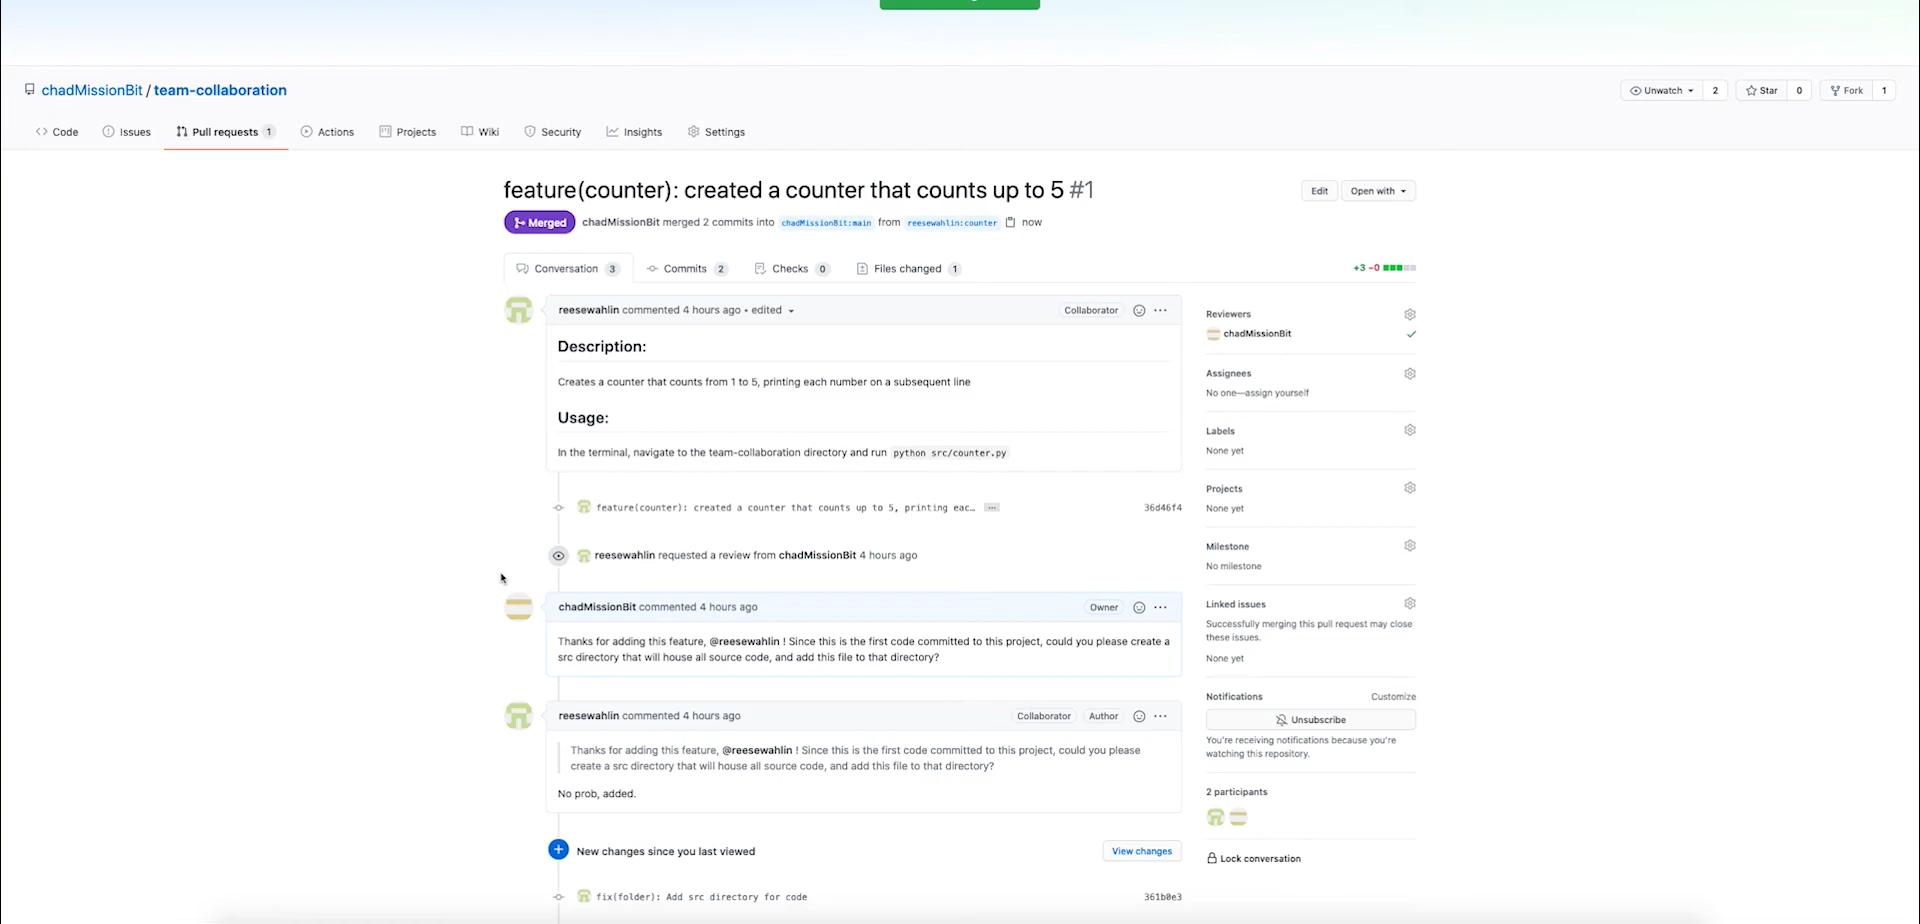 chadMissionBit / team-collaboration
Unwatch 2 Star 0 Fork 1
Code Issues Pull requests 1 Actions Projects Wiki Security Insights Settings
feature(counter): created a counter that counts up to 5 #1
Edit Open with
Merged chadMissionBit merged 2 commits into chadMissionBit:main from reesewahlin:counter now
Conversation 3 Commits 2 Checks 0 Files changed 1
+3 −0
reesewahlin commented 4 hours ago • edited
Collaborator
Description:
Creates a counter that counts from 1 to 5, printing each number on a subsequent line
Usage:
In the terminal, navigate to the team-collaboration directory and run python src/counter.py
feature(counter): created a counter that counts up to 5, printing eac… 36d46f4
reesewahlin requested a review from chadMissionBit 4 hours ago
chadMissionBit commented 4 hours ago
Owner
Thanks for adding this feature, @reesewahlin ! Since this is the first code committed to this project, could you please create a
src directory that will house all source code, and add this file to that directory?
reesewahlin commented 4 hours ago
Collaborator Author
Thanks for adding this feature, @reesewahlin ! Since this is the first code committed to this project, could you please
create a src directory that will house all source code, and add this file to that directory?
No prob, added.
New changes since you last viewed
View changes
fix(folder): Add src directory for code 361b0e3
Reviewers
chadMissionBit
Assignees
No one—assign yourself
Labels
None yet
Projects
None yet
Milestone
No milestone
Linked issues
Successfully merging this pull request may close
these issues.
None yet
Notifications Customize
Unsubscribe
You're receiving notifications because you're
watching this repository.
2 participants
Lock conversation